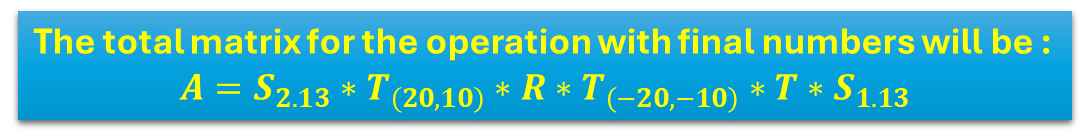 The total matrix for the operation with final numbers will be :
A = S₂.₁₃ * T₍₂₀,₁₀₎ * R * T₍₋₂₀,₋₁₀₎ * T * S₁.₁₃